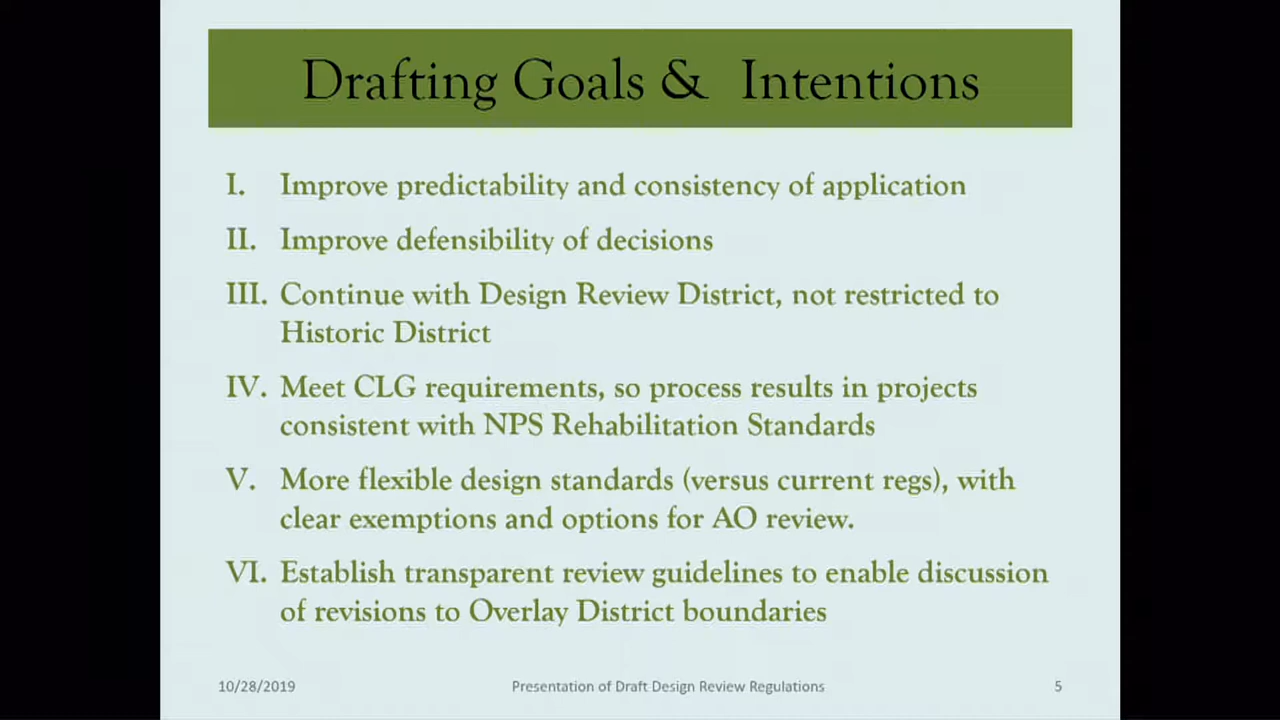 Drafting Goals & Intentions
I. Improve predictability and consistency of application
II. Improve defensibility of decisions
III. Continue with Design Review District, not restricted to
Historic District
IV. Meet CLG requirements, so process results in projects
consistent with NPS Rehabilitation Standards
V. More flexible design standards (versus current regs), with
clear exemptions and options for AO review.
VI. Establish transparent review guidelines to enable discussion
of revisions to Overlay District boundaries
10/28/2019 Presentation of Draft Design Review Regulations 5